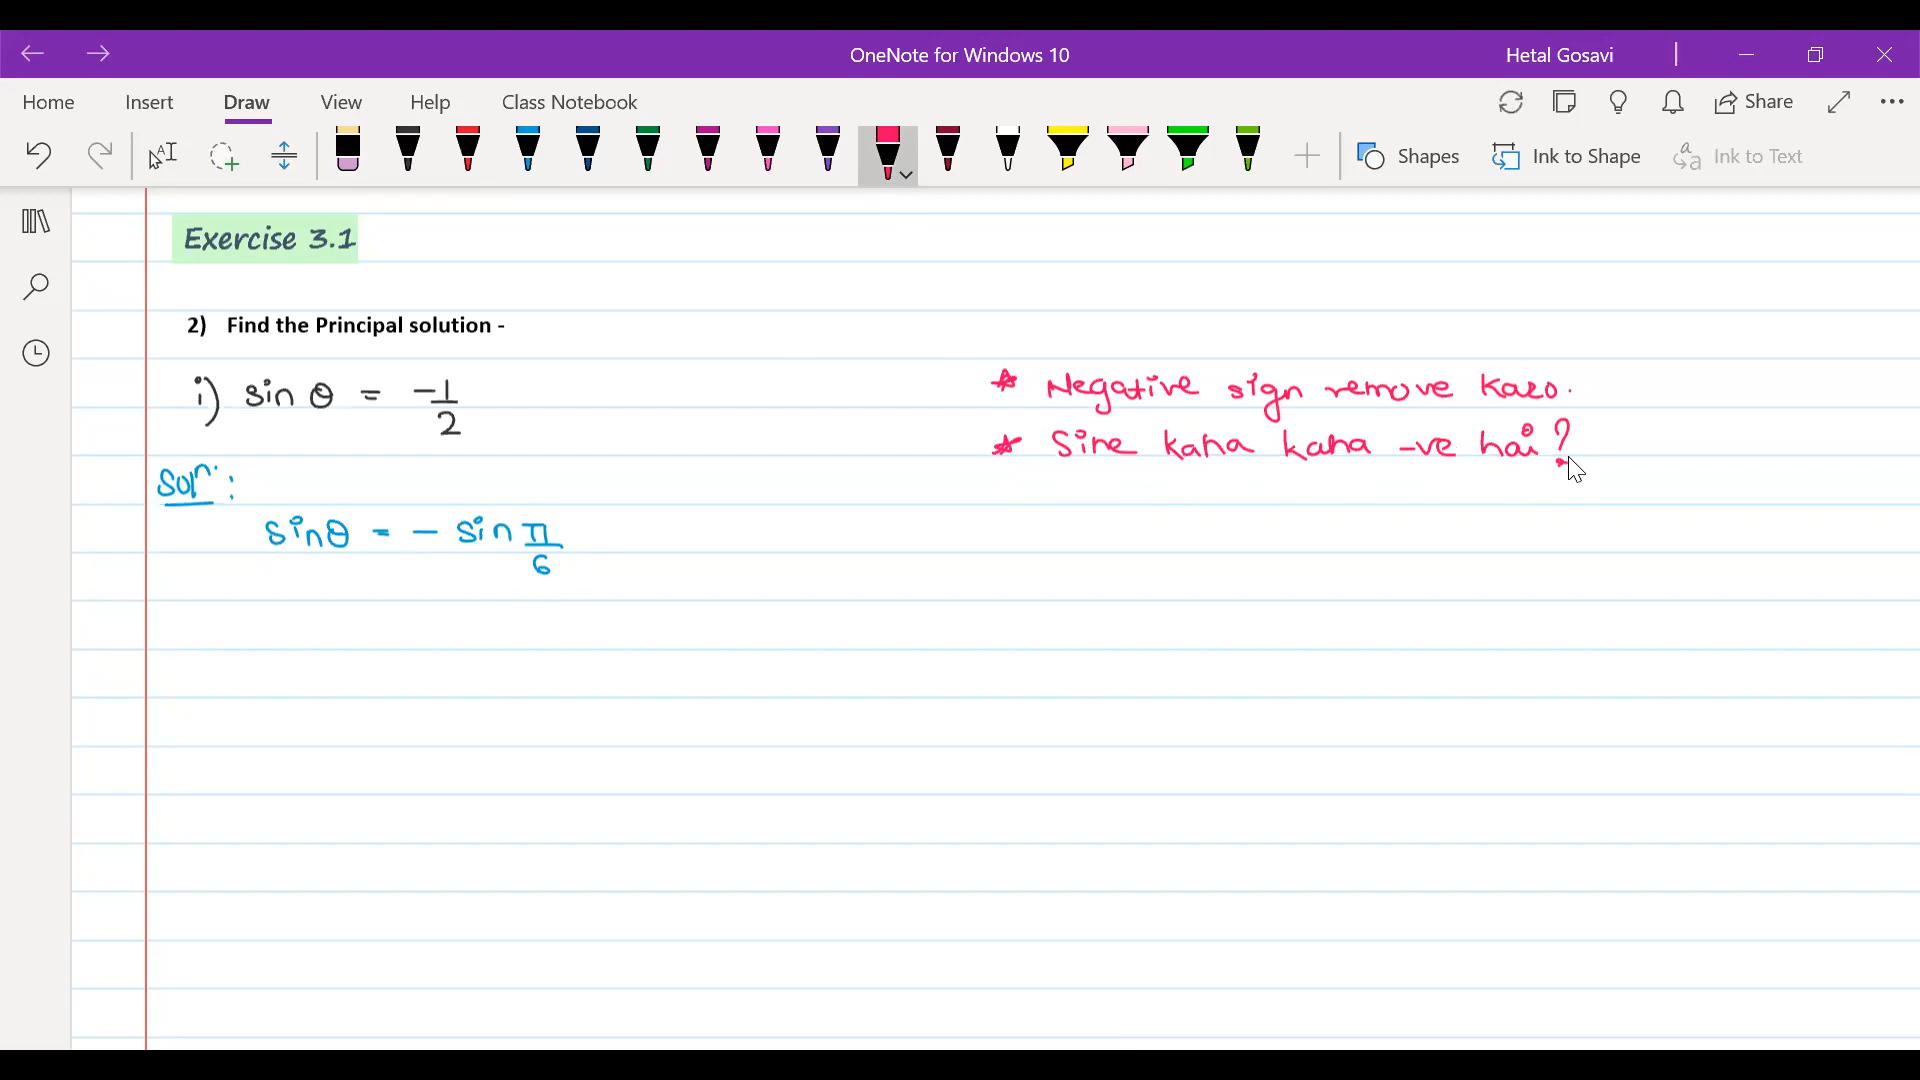 OneNote for Windows 10
Hetal Gosavi
Home Insert Draw View Help Class Notebook
Share
Shapes Ink to Shape Ink to Text
Exercise 3.1
2) Find the Principal solution -
i) sin θ = -1/2
* Negative sign remove karo.
* Sine kaha kaha -ve hai ?
Solⁿ. :
sinθ = - sin π/6